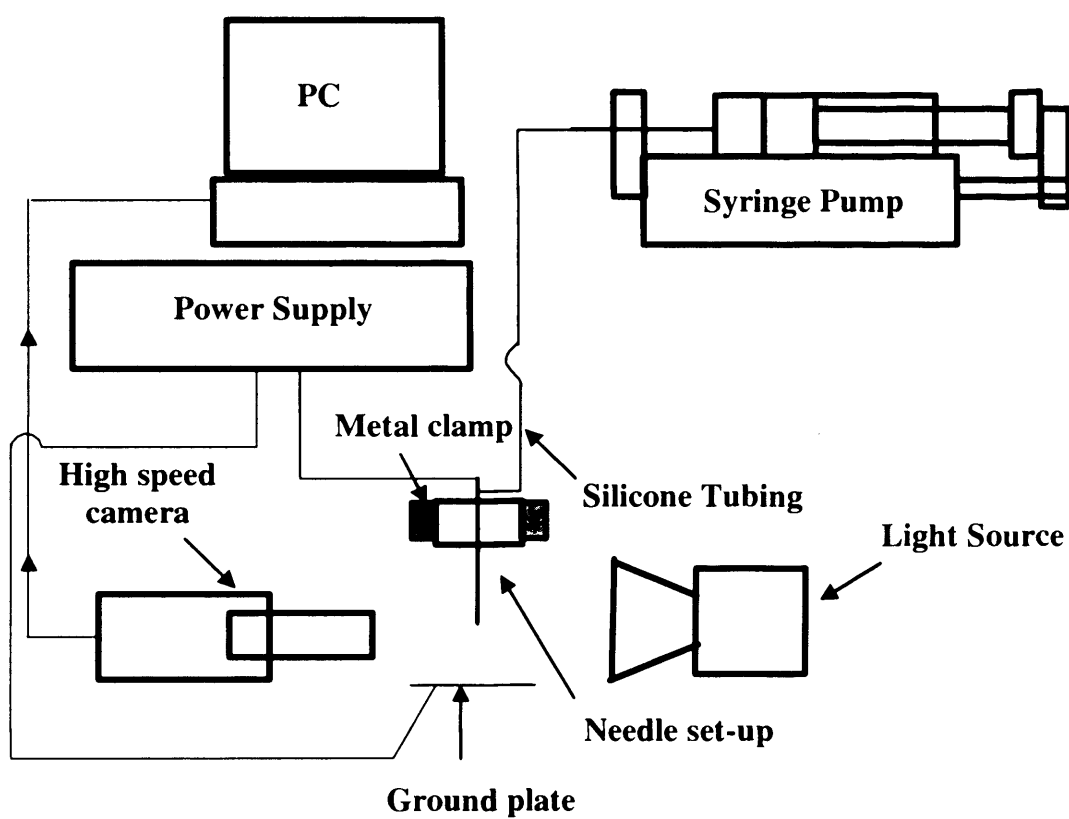 PC
Syringe Pump
Power Supply
Metal clamp
High speed
camera
Silicone Tubing
Light Source
Needle set-up
Ground plate